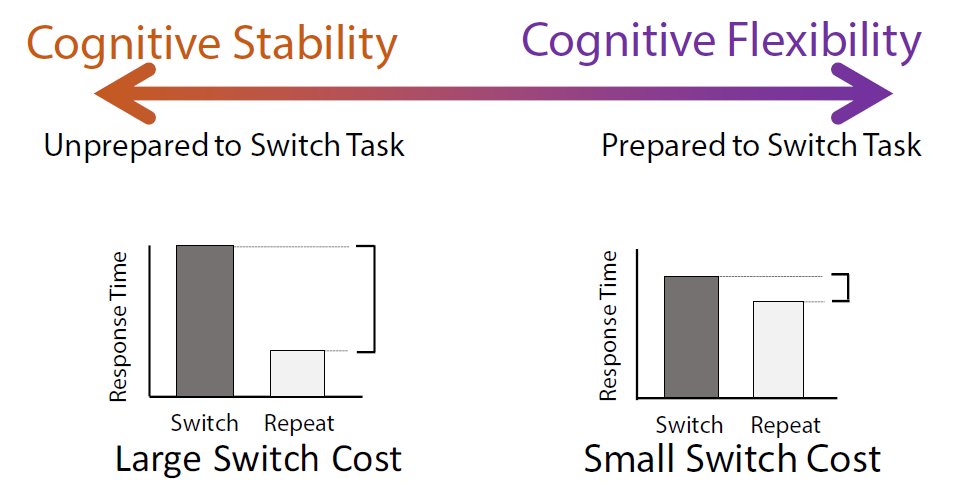 Cognitive Stability
Cognitive Flexibility
Unprepared to Switch Task
Prepared to Switch Task
Response Time
Switch
Repeat
Large Switch Cost
Response Time
Switch
Repeat
Small Switch Cost